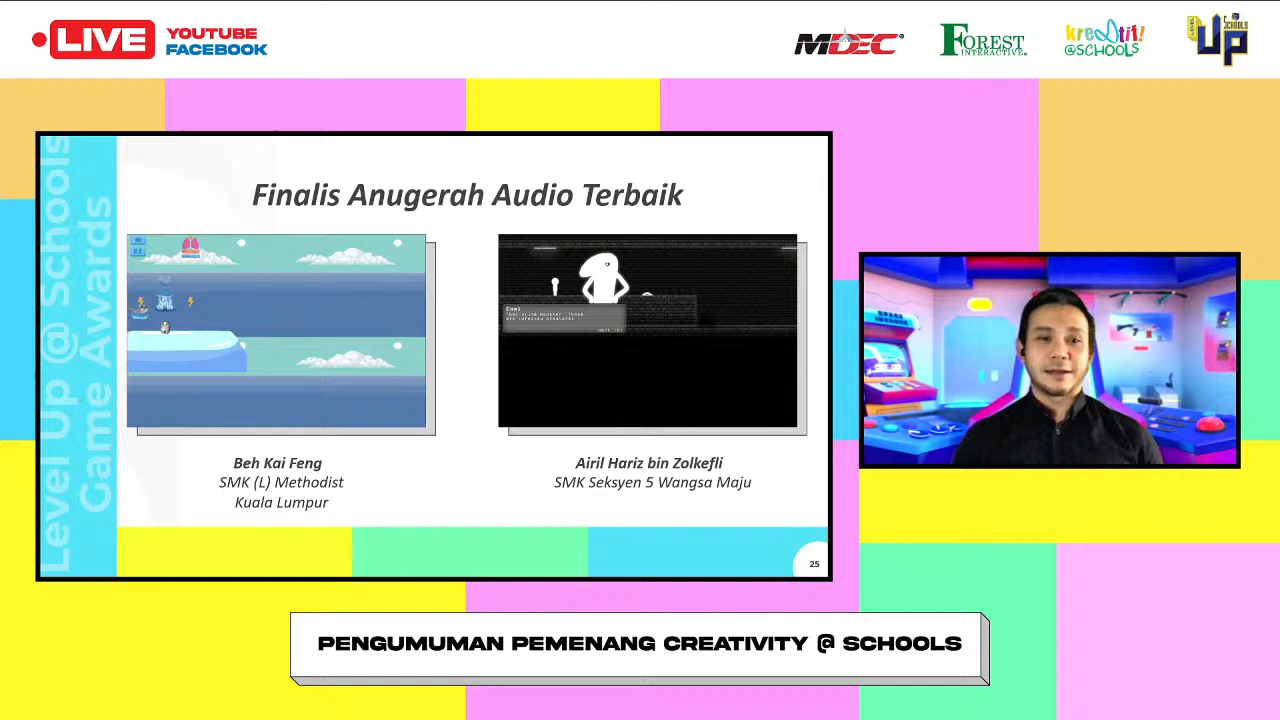 LIVE
YOUTUBE
FACEBOOK
MDEC
FOREST
INTERACTIVE
kre8tif!
@SCHOOLS
LEVEL
UP
SCHOOLS
Level Up @ Schools
Game Awards
Finalis Anugerah Audio Terbaik
Beh Kai Feng
SMK (L) Methodist
Kuala Lumpur
Airil Hariz bin Zolkefli
SMK Seksyen 5 Wangsa Maju
25
PENGUMUMAN PEMENANG CREATIVITY @ SCHOOLS